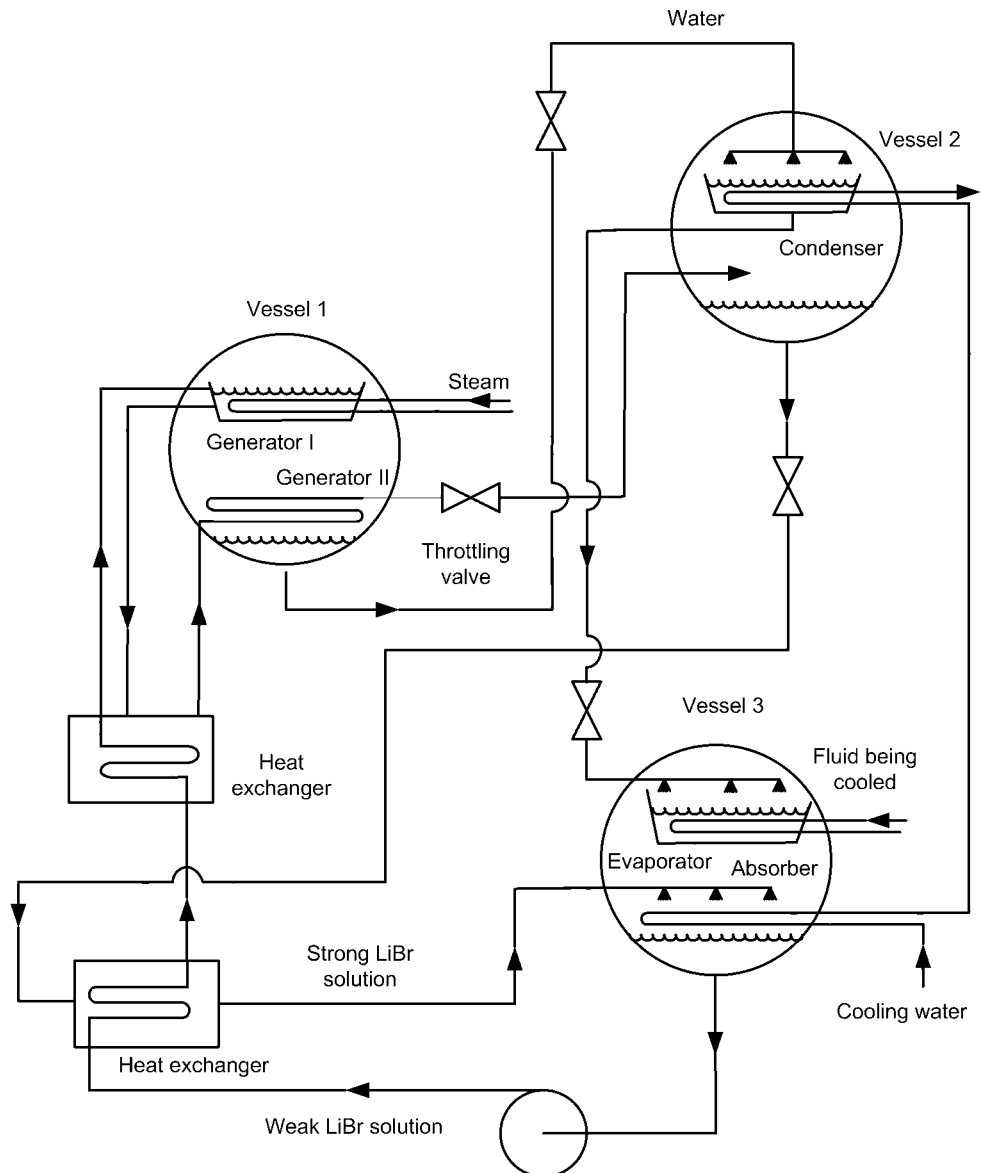 Water
Vessel 2
Condenser
Vessel 1
Steam
Generator I
Generator II
Throttling
valve
Vessel 3
Heat
exchanger
Fluid being
cooled
Evaporator
Absorber
Strong LiBr
solution
Cooling water
Heat exchanger
Weak LiBr solution